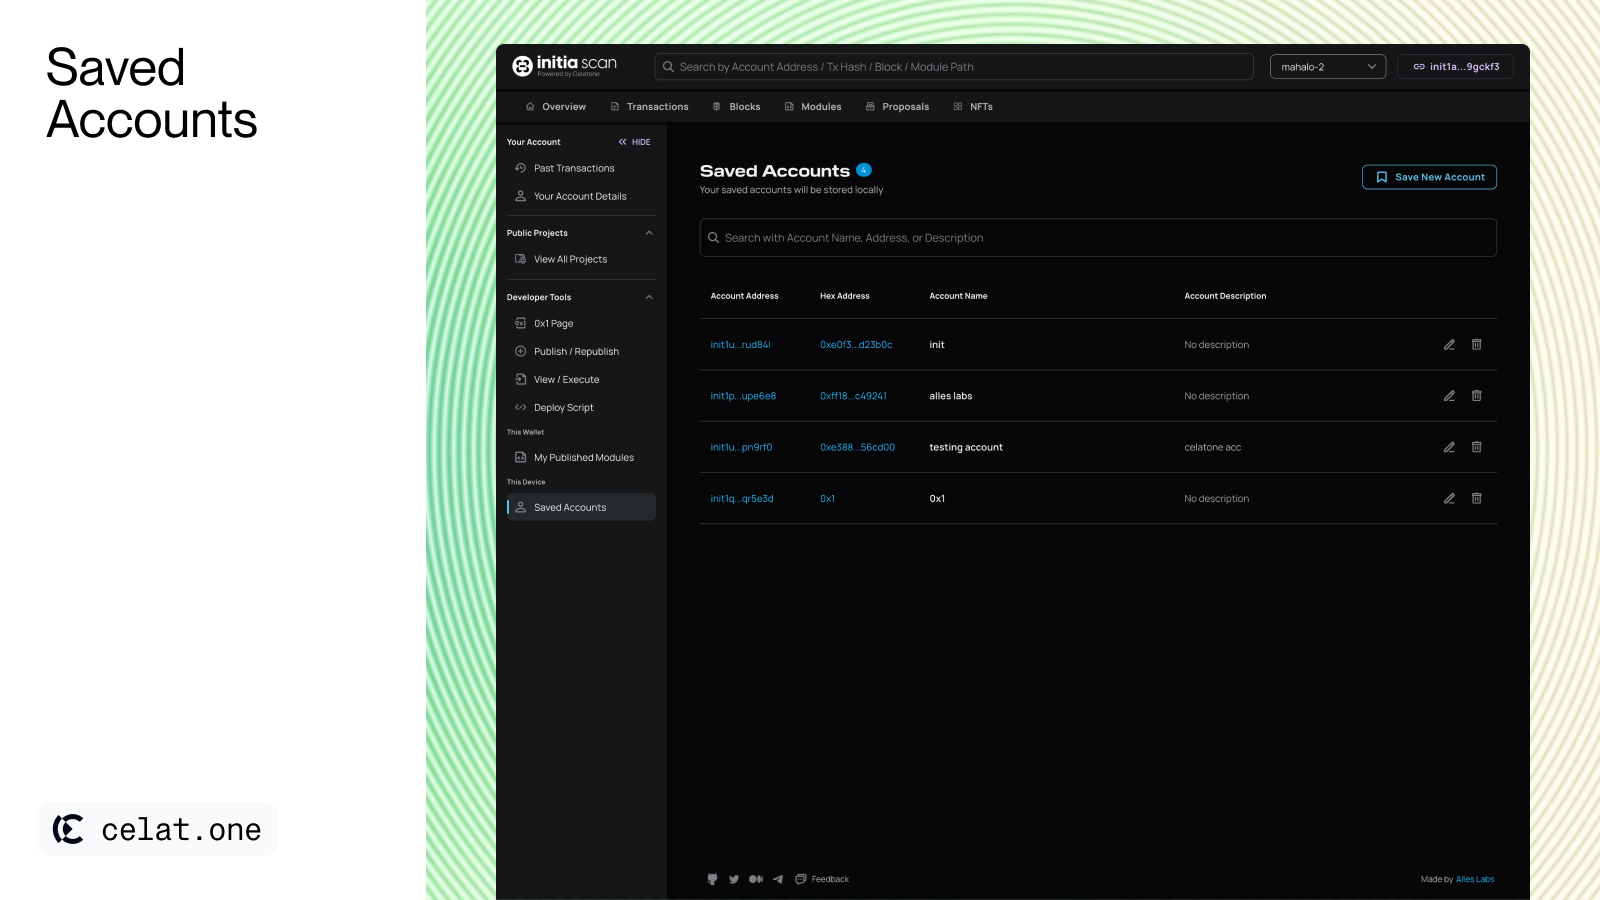 Saved
Accounts
celat.one
initia scan
Powered by Celatone
Search by Account Address / Tx Hash / Block / Module Path
mahalo-2
init1a...9gckf3
Overview
Transactions
Blocks
Modules
Proposals
NFTs
Your Account
HIDE
Past Transactions
Your Account Details
Public Projects
View All Projects
Developer Tools
0x1 Page
Publish / Republish
View / Execute
Deploy Script
This Wallet
My Published Modules
This Device
Saved Accounts
Saved Accounts 4
Your saved accounts will be stored locally
Save New Account
Search with Account Name, Address, or Description
Account Address Hex Address Account Name Account Description
init1u...rud84l 0xe0f3...d23b0c init No description
init1p...upe6e8 0xff18...c49241 alles labs No description
init1u...pn9rf0 0xe388...56cd00 testing account celatone acc
init1q...qr5e3d 0x1 0x1 No description
Feedback
Made by Alles Labs